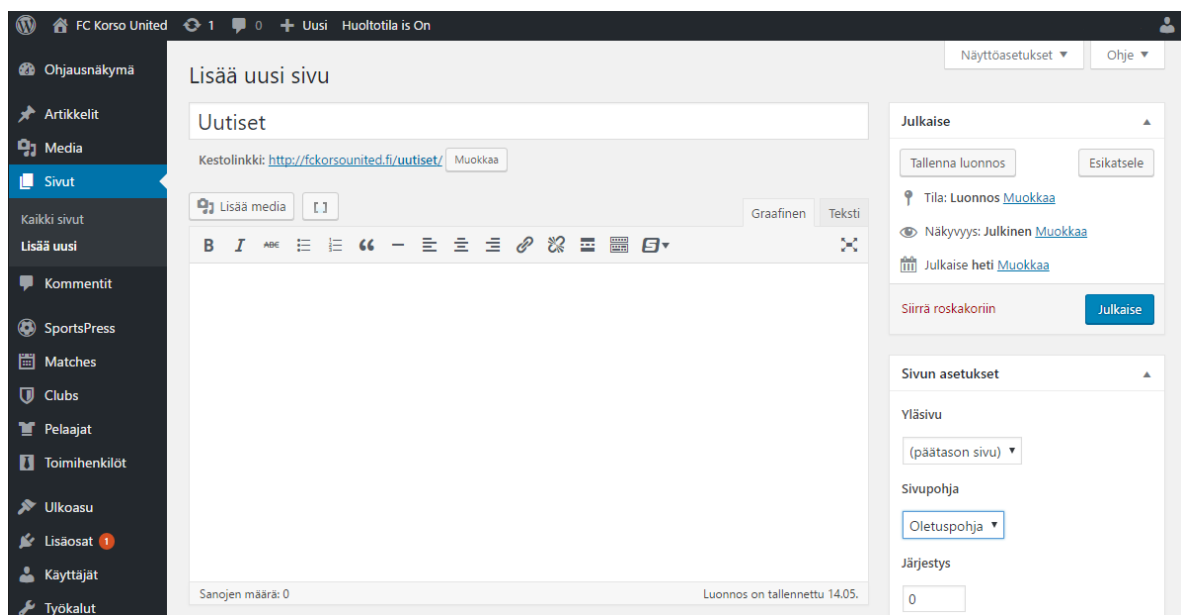 FC Korso United 1 0 + Uusi Huoltotila is On
Ohjausnäkymä
Artikkelit
Media
Sivut
Kaikki sivut
Lisää uusi
Kommentit
SportsPress
Matches
Clubs
Pelaajat
Toimihenkilöt
Ulkoasu
Lisäosat 1
Käyttäjät
Työkalut
Näyttöasetukset ▼ Ohje ▼
Lisää uusi sivu
Uutiset
Kestolinkki: http://fckorsounited.fi/uutiset/ Muokkaa
Lisää media [ ]
Graafinen Teksti
B I ABC
Sanojen määrä: 0 Luonnos on tallennettu 14.05.
Julkaise
Tallenna luonnos Esikatsele
Tila: Luonnos Muokkaa
Näkyvyys: Julkinen Muokkaa
Julkaise heti Muokkaa
Siirrä roskakoriin Julkaise
Sivun asetukset
Yläsivu
(päätason sivu)
Sivupohja
Oletuspohja
Järjestys
0